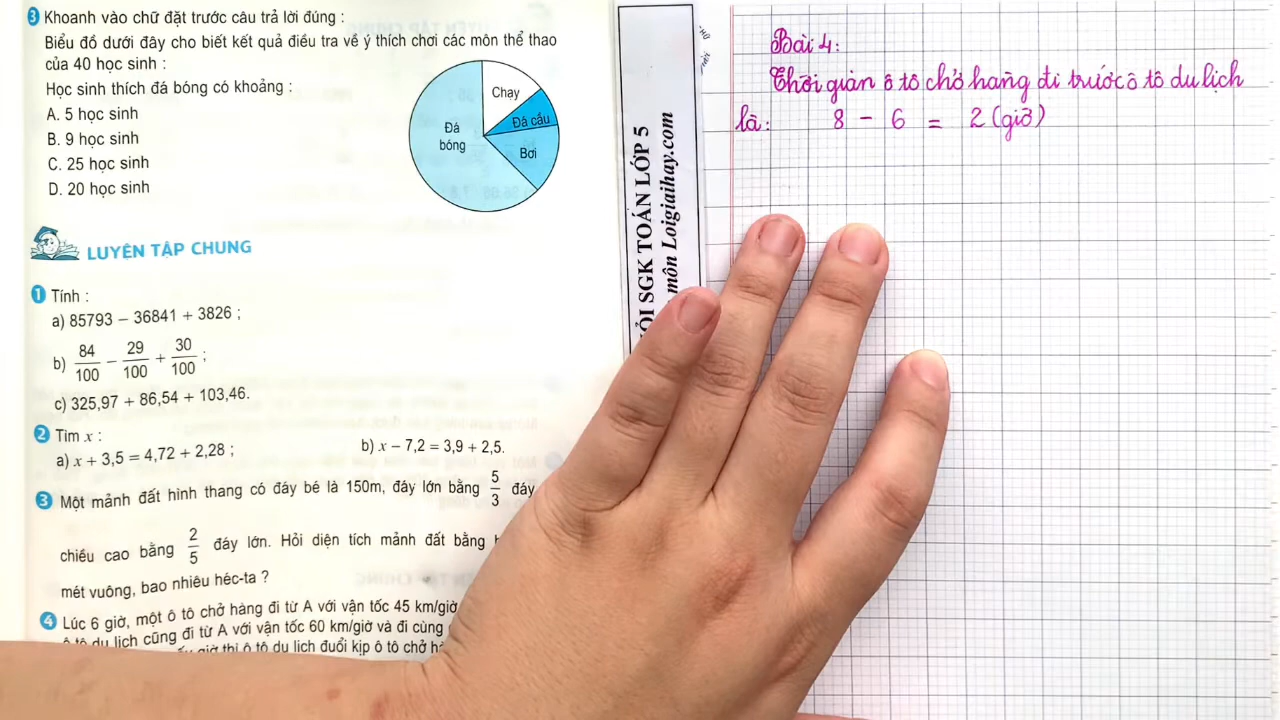 3 Khoanh vào chữ đặt trước câu trả lời đúng :
Biểu đồ dưới đây cho biết kết quả điều tra về ý thích chơi các môn thể thao
của 40 học sinh :
Học sinh thích đá bóng có khoảng :
A. 5 học sinh
B. 9 học sinh
C. 25 học sinh
D. 20 học sinh
Chạy
Đá cầu
Đá
bóng
Bơi
LUYỆN TẬP CHUNG
1 Tính :
a) 85793 − 36841 + 3826 ;
b) 84/100 − 29/100 + 30/100 ;
c) 325,97 + 86,54 + 103,46.
2 Tìm x :
a) x + 3,5 = 4,72 + 2,28 ;
b) x − 7,2 = 3,9 + 2,5.
3 Một mảnh đất hình thang có đáy bé là 150m, đáy lớn bằng 5/3 đáy
chiều cao bằng 2/5 đáy lớn. Hỏi diện tích mảnh đất bằng
mét vuông, bao nhiêu héc-ta ?
4 Lúc 6 giờ, một ô tô chở hàng đi từ A với vận tốc 45 km/giờ
ô tô du lịch cũng đi từ A với vận tốc 60 km/giờ và đi cùng
giờ thì ô tô du lịch đuổi kịp ô tô chở
SGK TOÁN LỚP 5
môn Loigiaihay.com
Bài 4:
Thời gian ô tô chở hàng đi trước ô tô du lịch
là: 8 - 6 = 2 (giờ)